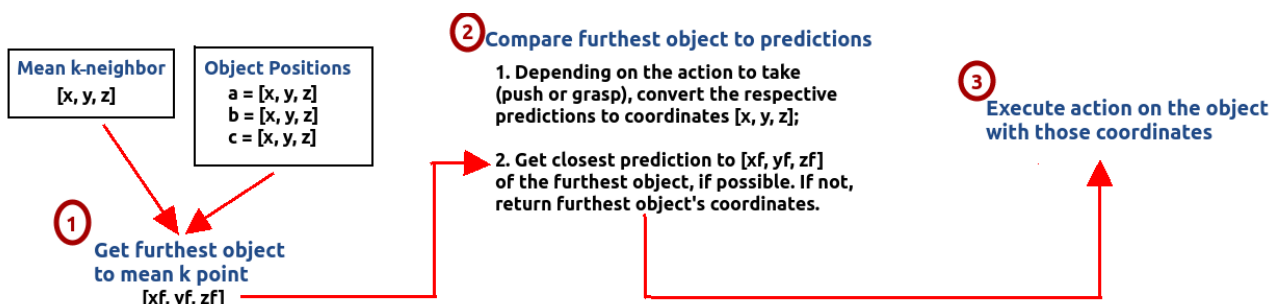 Mean k-neighbor
[x, y, z]
Object Positions
a = [x, y, z]
b = [x, y, z]
c = [x, y, z]
1
Get furthest object
to mean k point
[xf, yf, zf]
2
Compare furthest object to predictions
1. Depending on the action to take
(push or grasp), convert the respective
predictions to coordinates [x, y, z];
2. Get closest prediction to [xf, yf, zf]
of the furthest object, if possible. If not,
return furthest object's coordinates.
3
Execute action on the object
with those coordinates